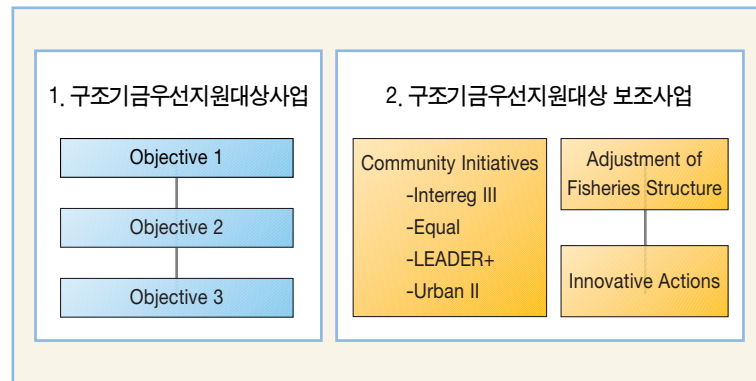 1. 구조기금우선지원대상사업
Objective 1
Objective 2
Objective 3
2. 구조기금우선지원대상 보조사업
Community Initiatives
-Interreg III
-Equal
-LEADER+
-Urban II
Adjustment of
Fisheries Structure
Innovative Actions